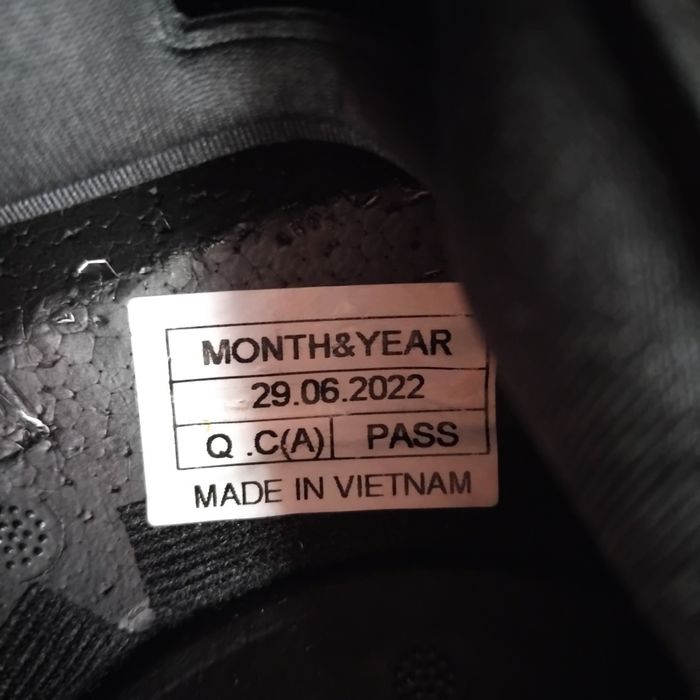 MONTH&YEAR
29.06.2022
Q .C(A) PASS
MADE IN VIETNAM